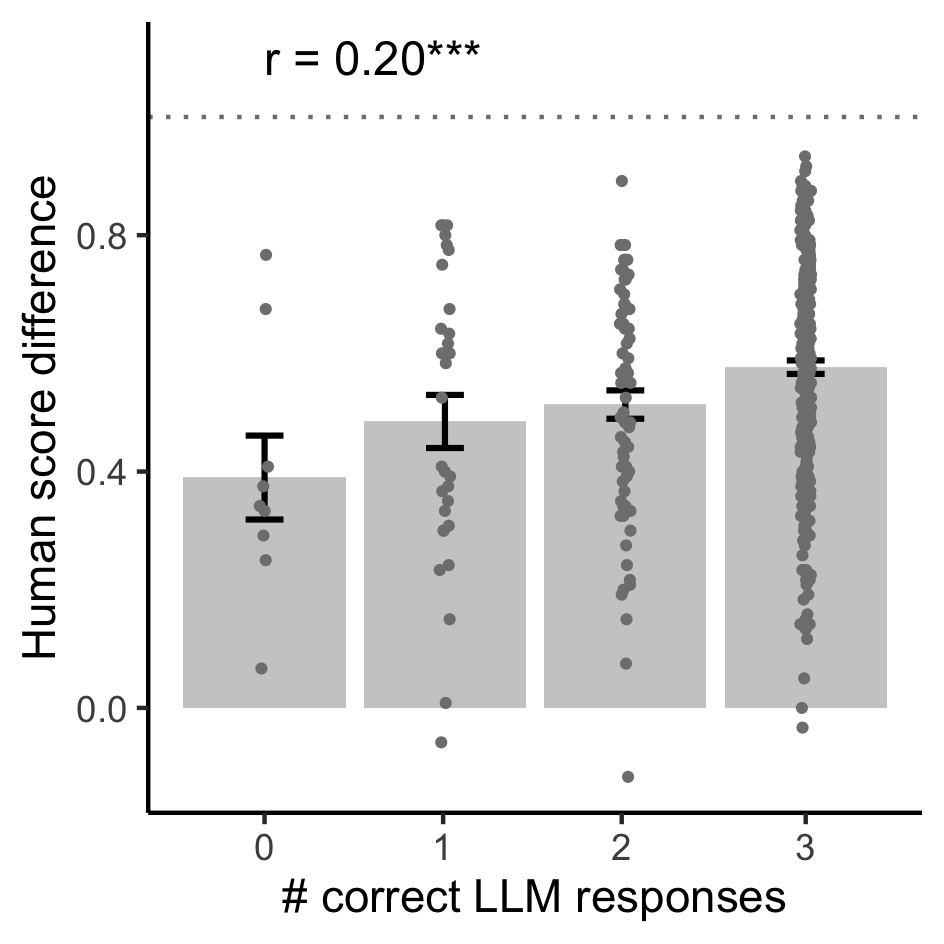 r = 0.20***
Human score difference
0.8
0.4
0.0
0 1 2 3
# correct LLM responses